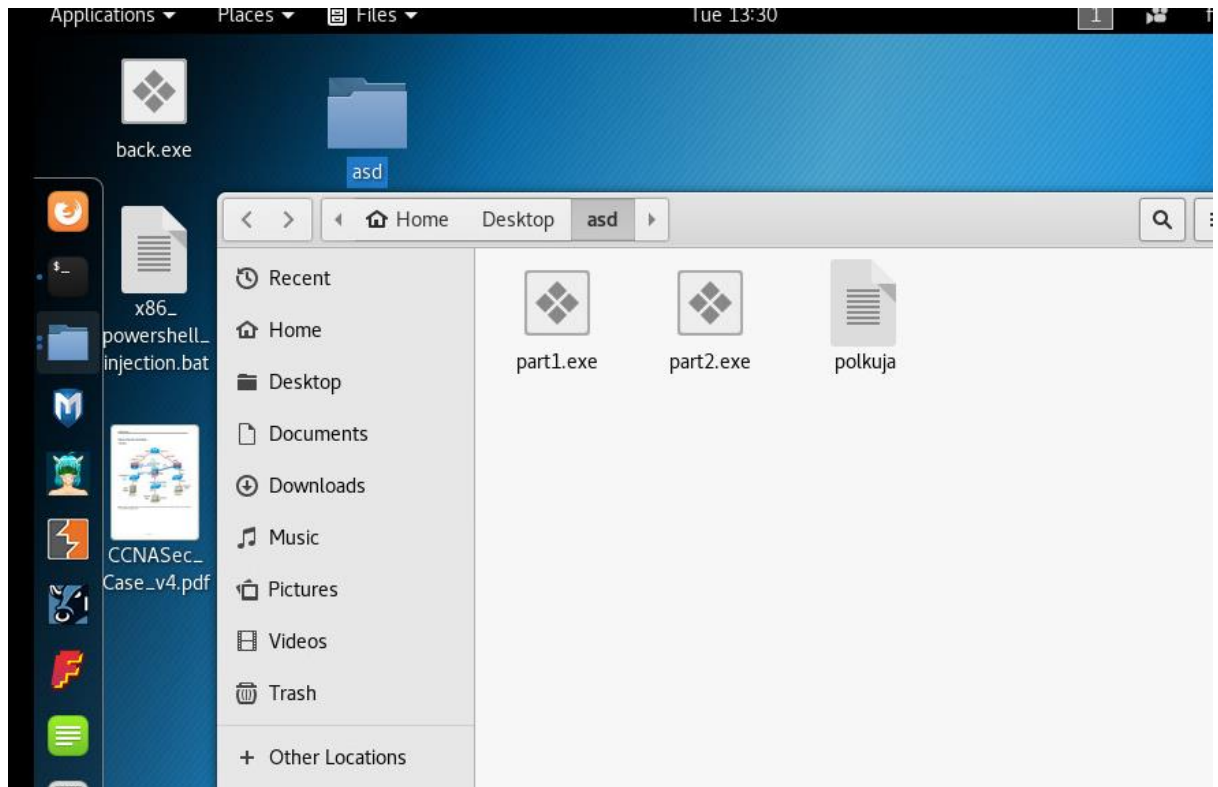 Applications Places Files Tue 13:30 1
back.exe
asd
x86_
powershell_
injection.bat
CCNASec_
Case_v4.pdf
Home Desktop asd
Recent
Home
Desktop
Documents
Downloads
Music
Pictures
Videos
Trash
+ Other Locations
part1.exe part2.exe polkuja